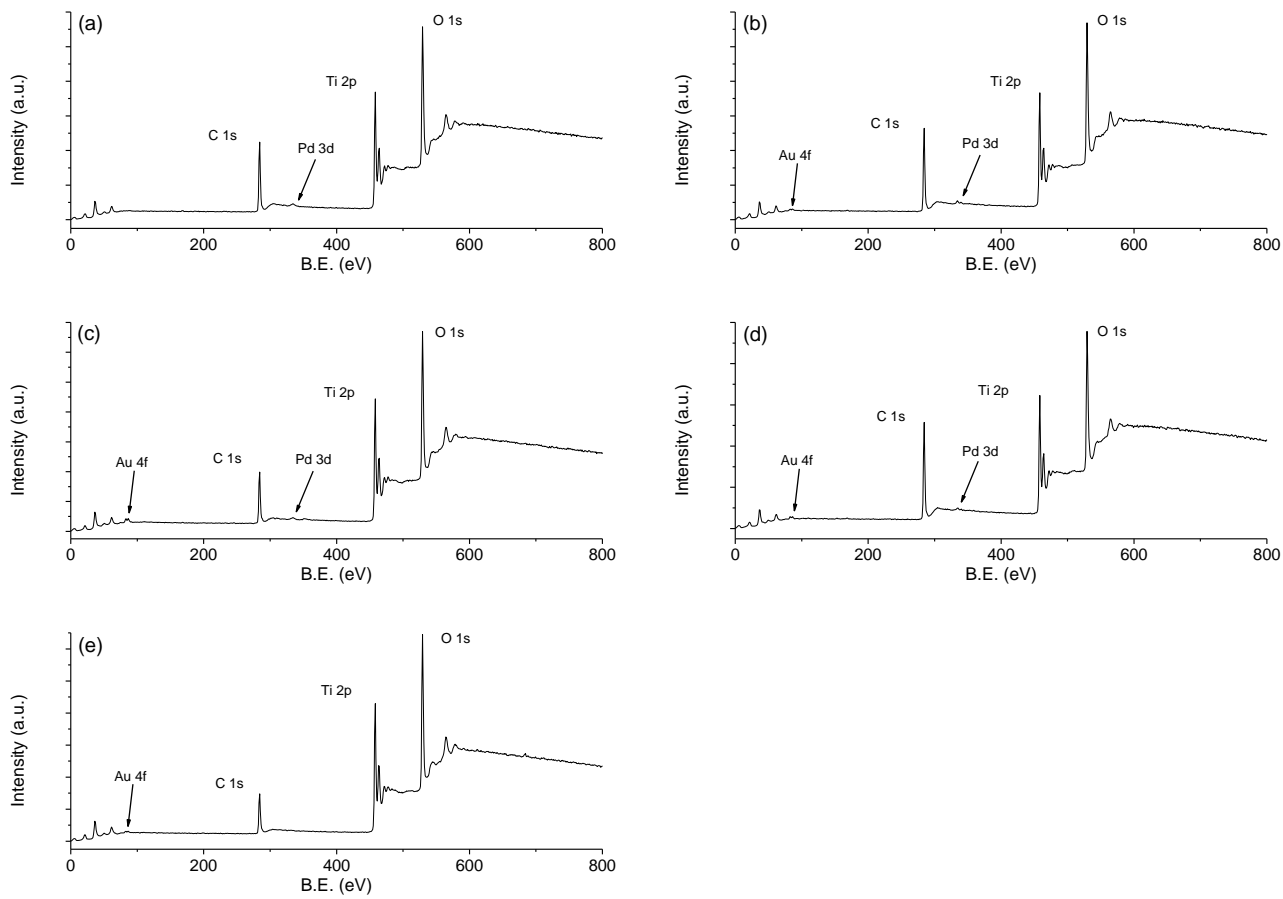 (a)
O 1s
Ti 2p
C 1s
Pd 3d
Intensity (a.u.)
0 200 400 600 800
B.E. (eV)
(b)
O 1s
Ti 2p
C 1s
Pd 3d
Au 4f
Intensity (a.u.)
0 200 400 600 800
B.E. (eV)
(c)
O 1s
Ti 2p
Au 4f
C 1s
Pd 3d
Intensity (a.u.)
0 200 400 600 800
B.E. (eV)
(d)
O 1s
Ti 2p
C 1s
Pd 3d
Au 4f
Intensity (a.u.)
0 200 400 600 800
B.E. (eV)
(e)
O 1s
Ti 2p
Au 4f
C 1s
Intensity (a.u.)
0 200 400 600 800
B.E. (eV)